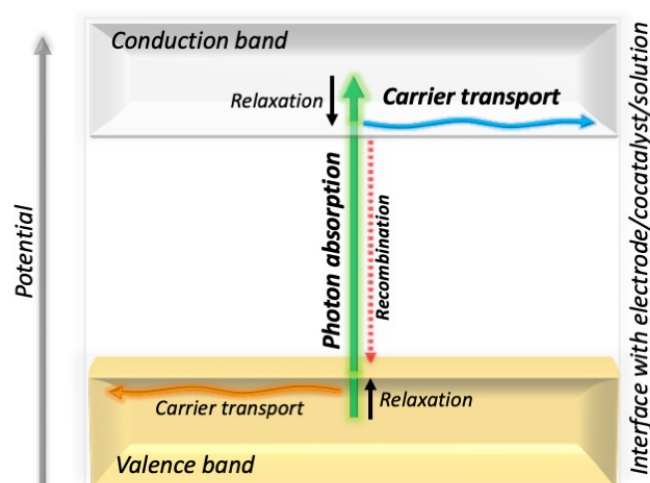 Conduction band
Relaxation
Carrier transport
Potential
Photon absorption
Recombination
Interface with electrode/cocatalyst/solution
Carrier transport
Relaxation
Valence band